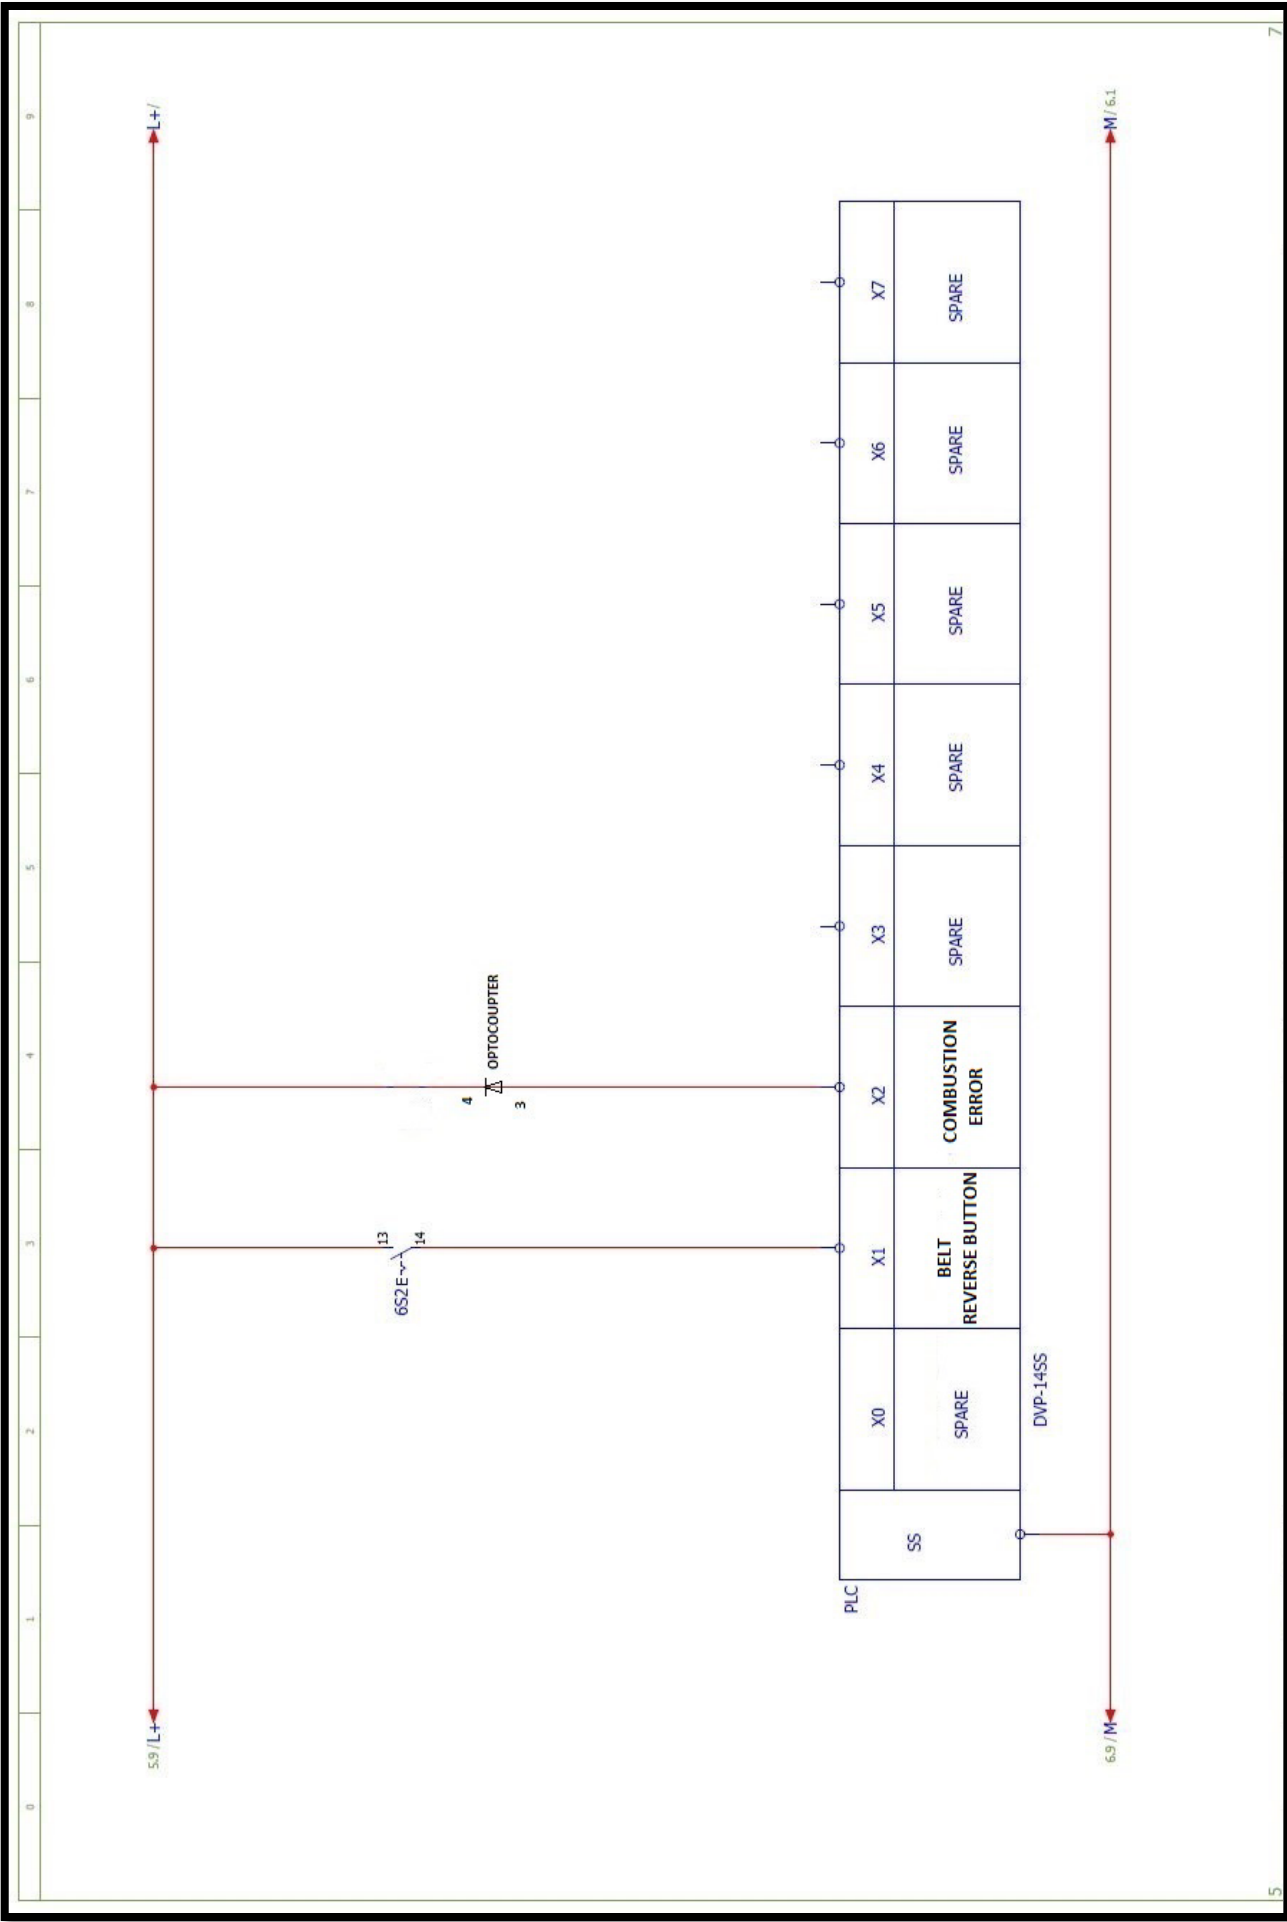 0
1
2
3
4
5
6
7
8
9
5.9 / L+
L+ /
13
14
6S2 E
4
3
OPTOCOUPTER
PLC
SS
X0
X1
X2
X3
X4
X5
X6
X7
SPARE
BELT
REVERSE BUTTON
COMBUSTION
ERROR
SPARE
SPARE
SPARE
SPARE
SPARE
DVP-14SS
6.9 / M
M / 6.1
5
7